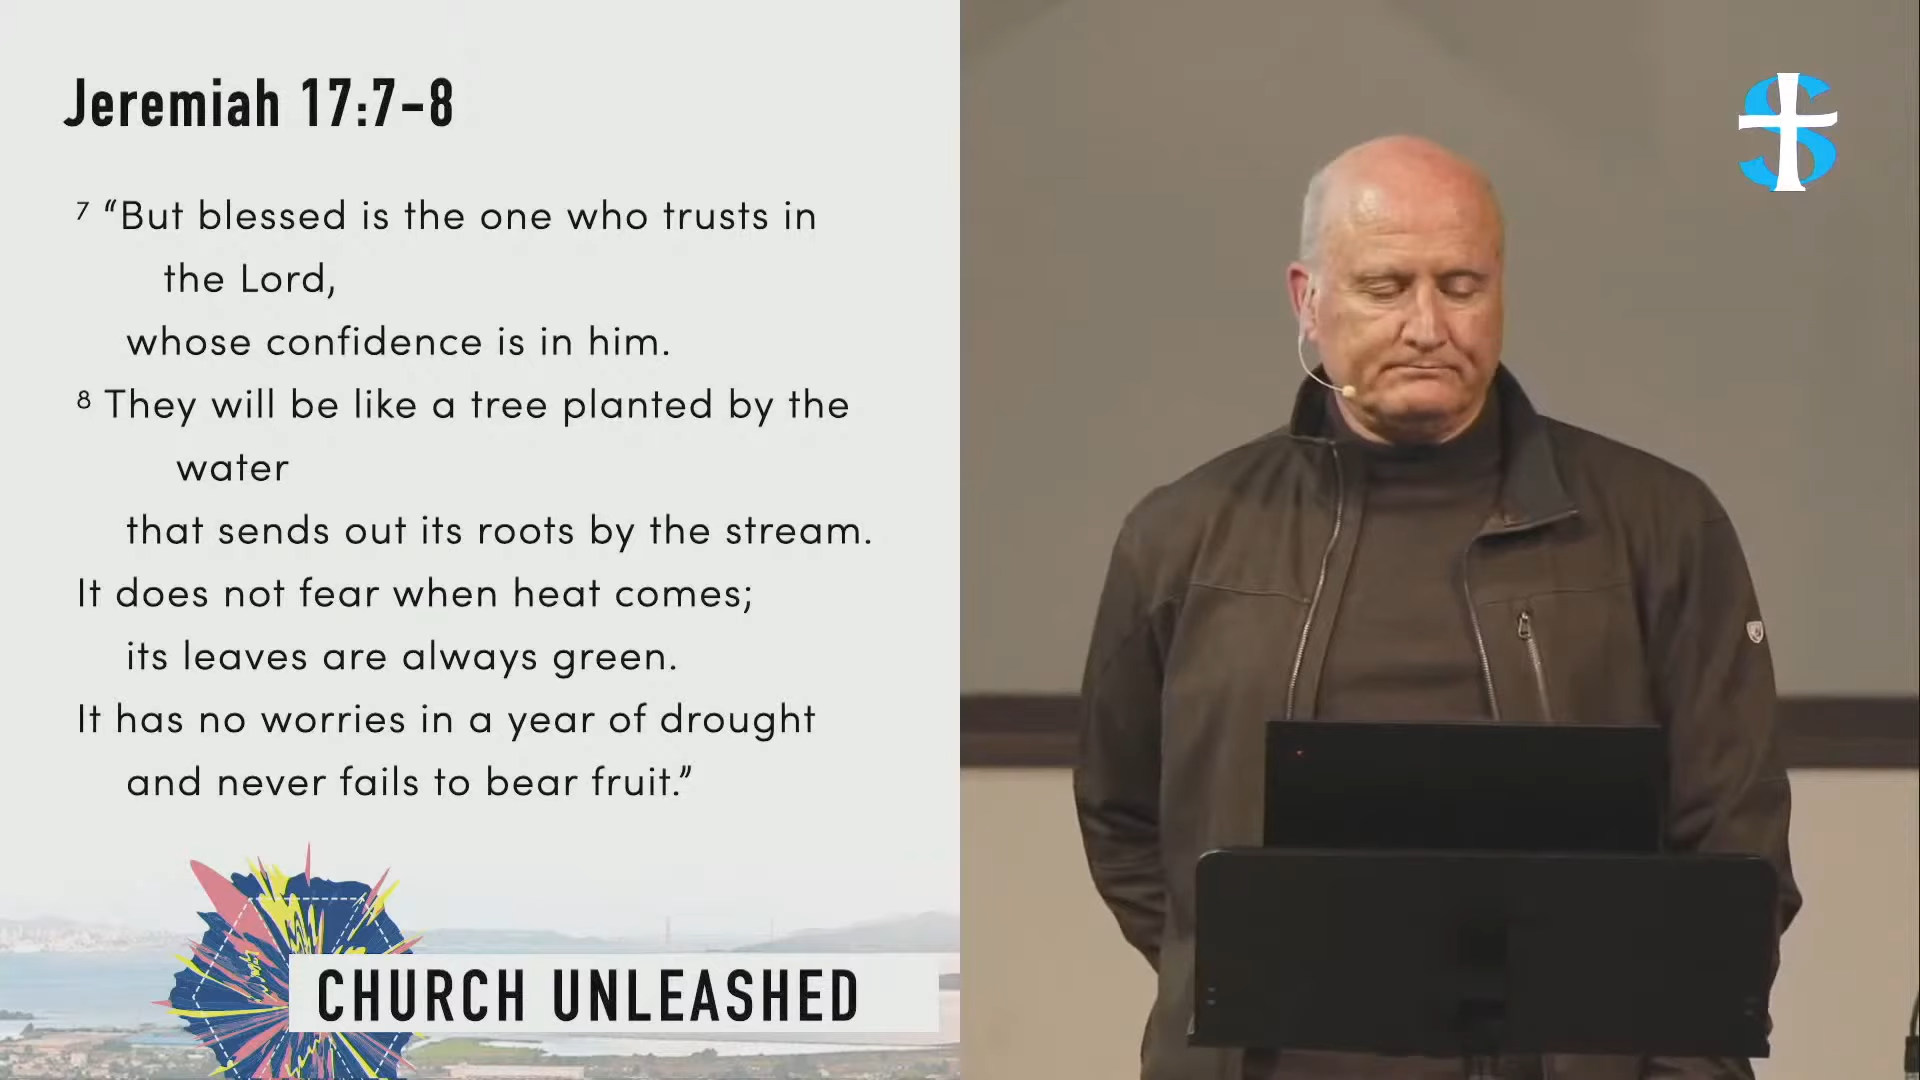 Jeremiah 17:7-8
7 “But blessed is the one who trusts in
the Lord,
whose confidence is in him.
8 They will be like a tree planted by the
water
that sends out its roots by the stream.
It does not fear when heat comes;
its leaves are always green.
It has no worries in a year of drought
and never fails to bear fruit.”
CHURCH UNLEASHED
S